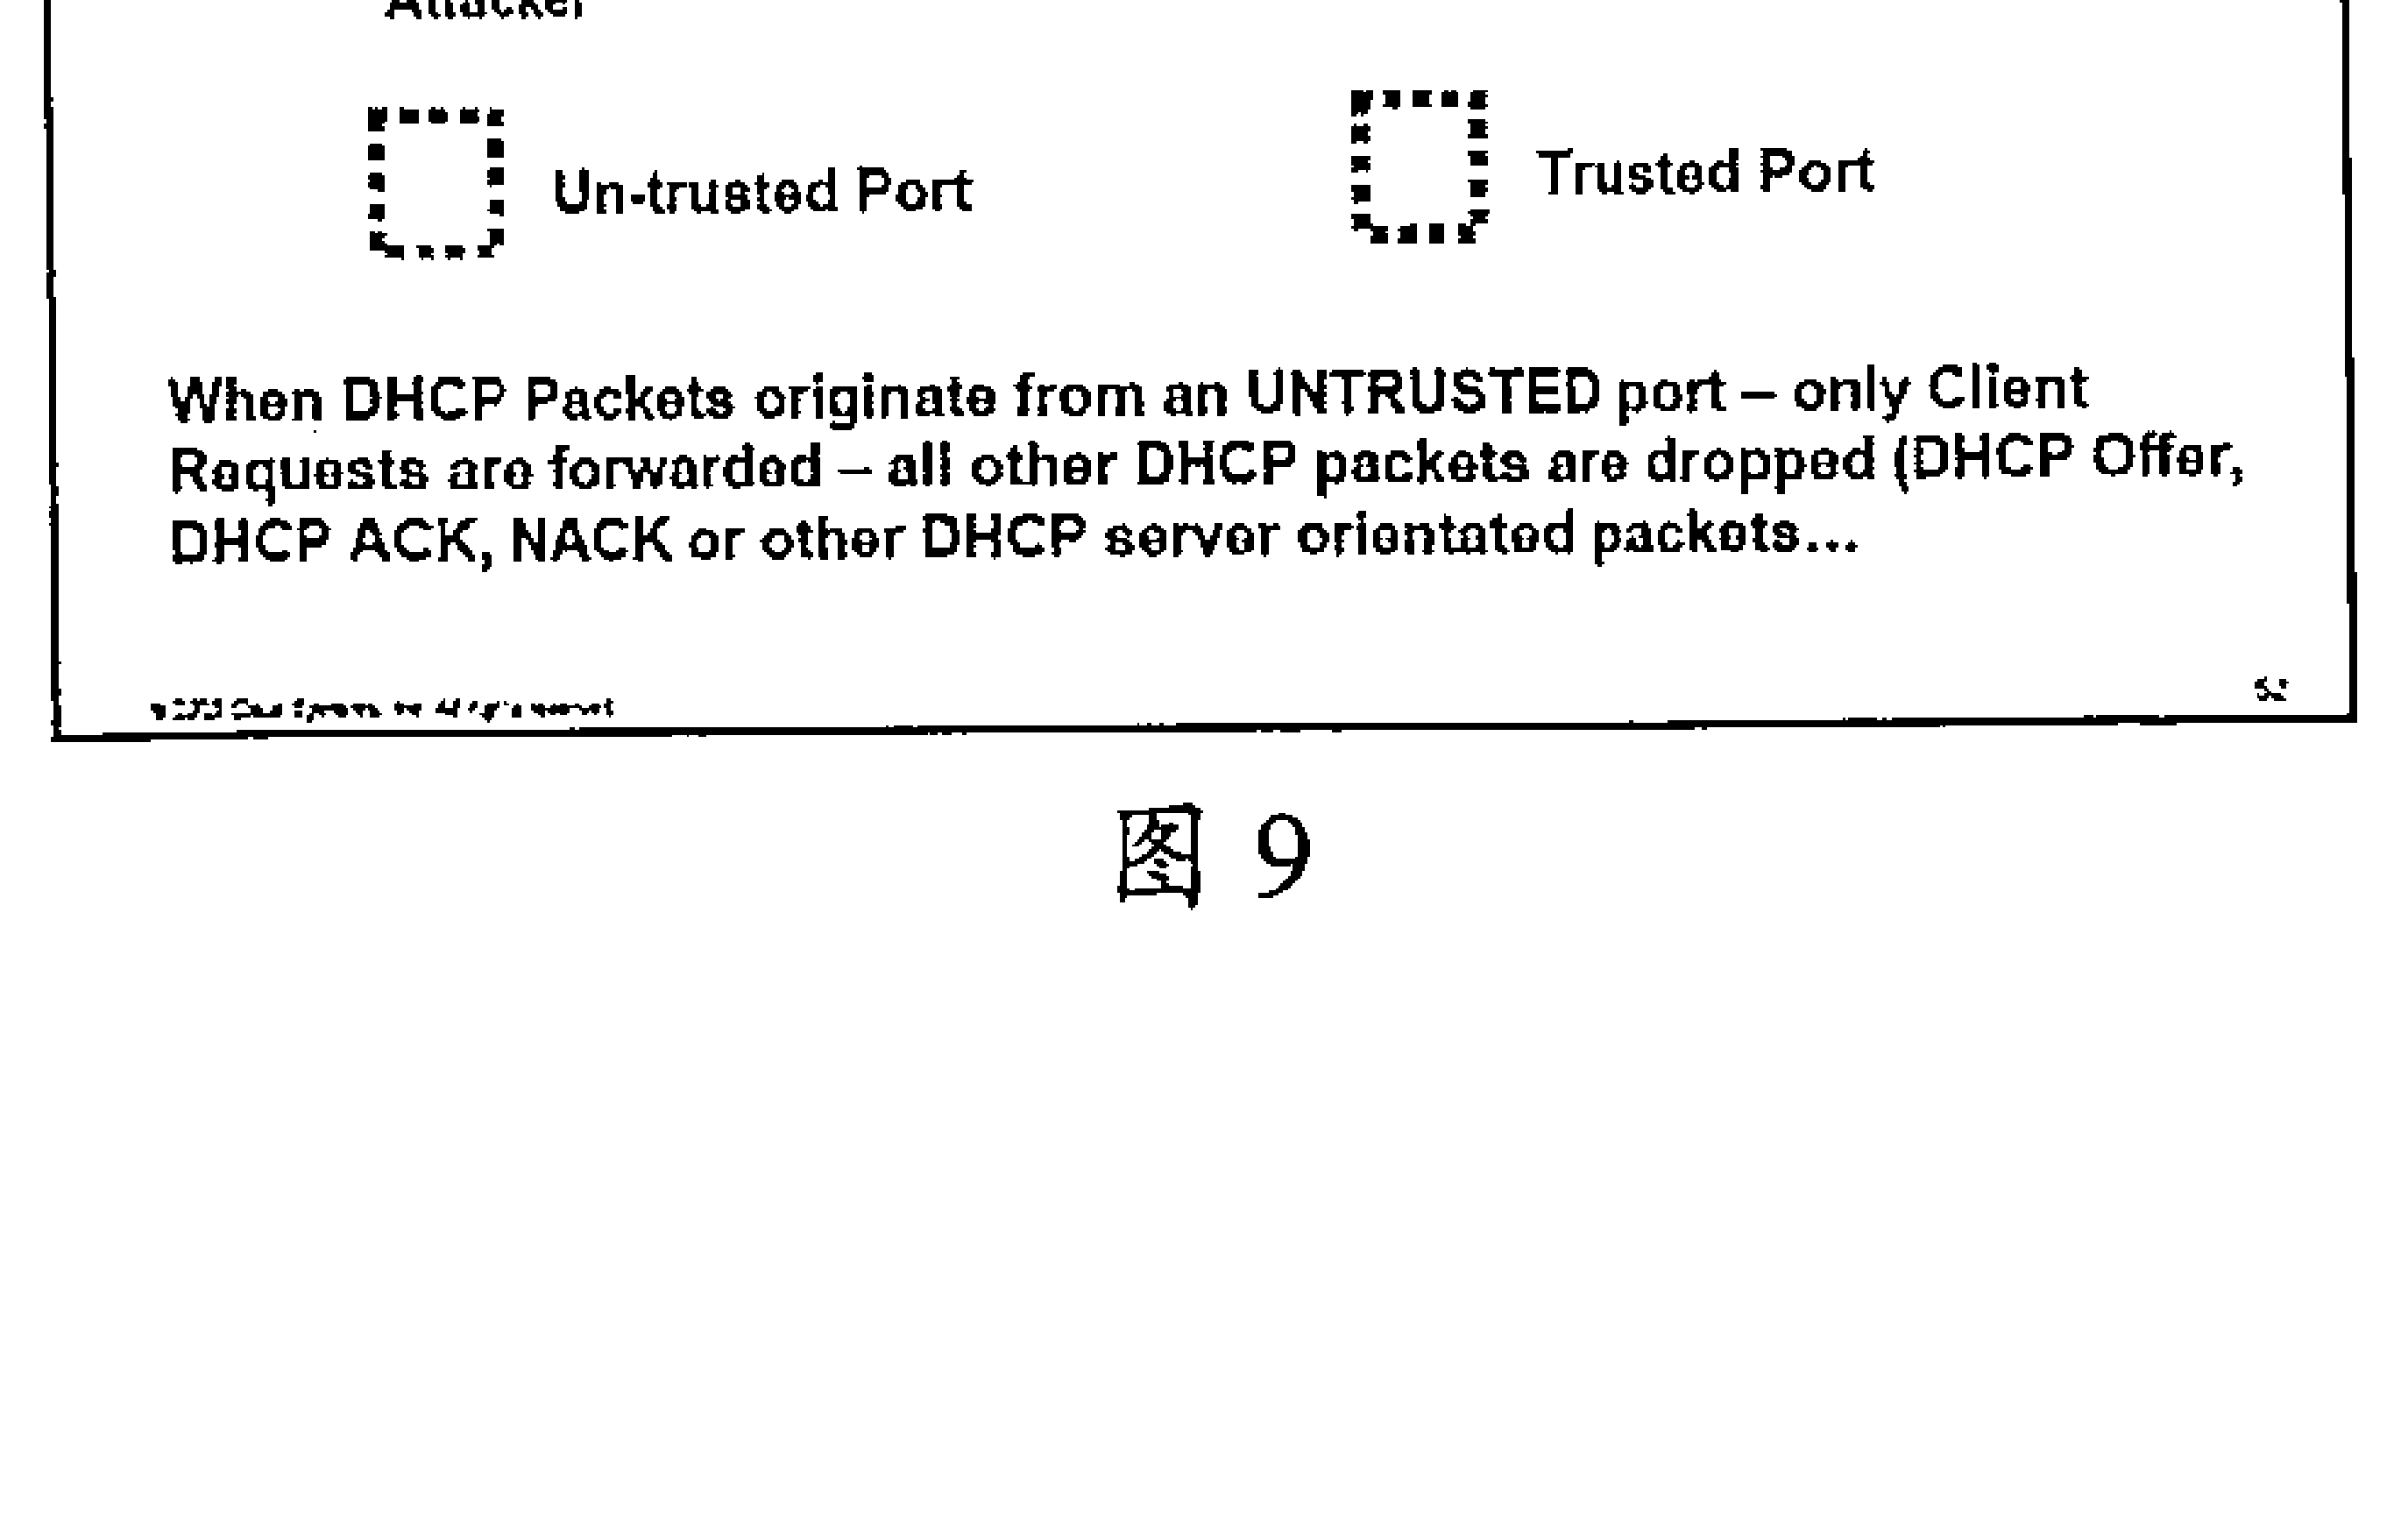 Attacker
Un-trusted Port
Trusted Port
When DHCP Packets originate from an UNTRUSTED port – only Client
Requests are forwarded – all other DHCP packets are dropped (DHCP Offer,
DHCP ACK, NACK or other DHCP server orientated packets...
图 9